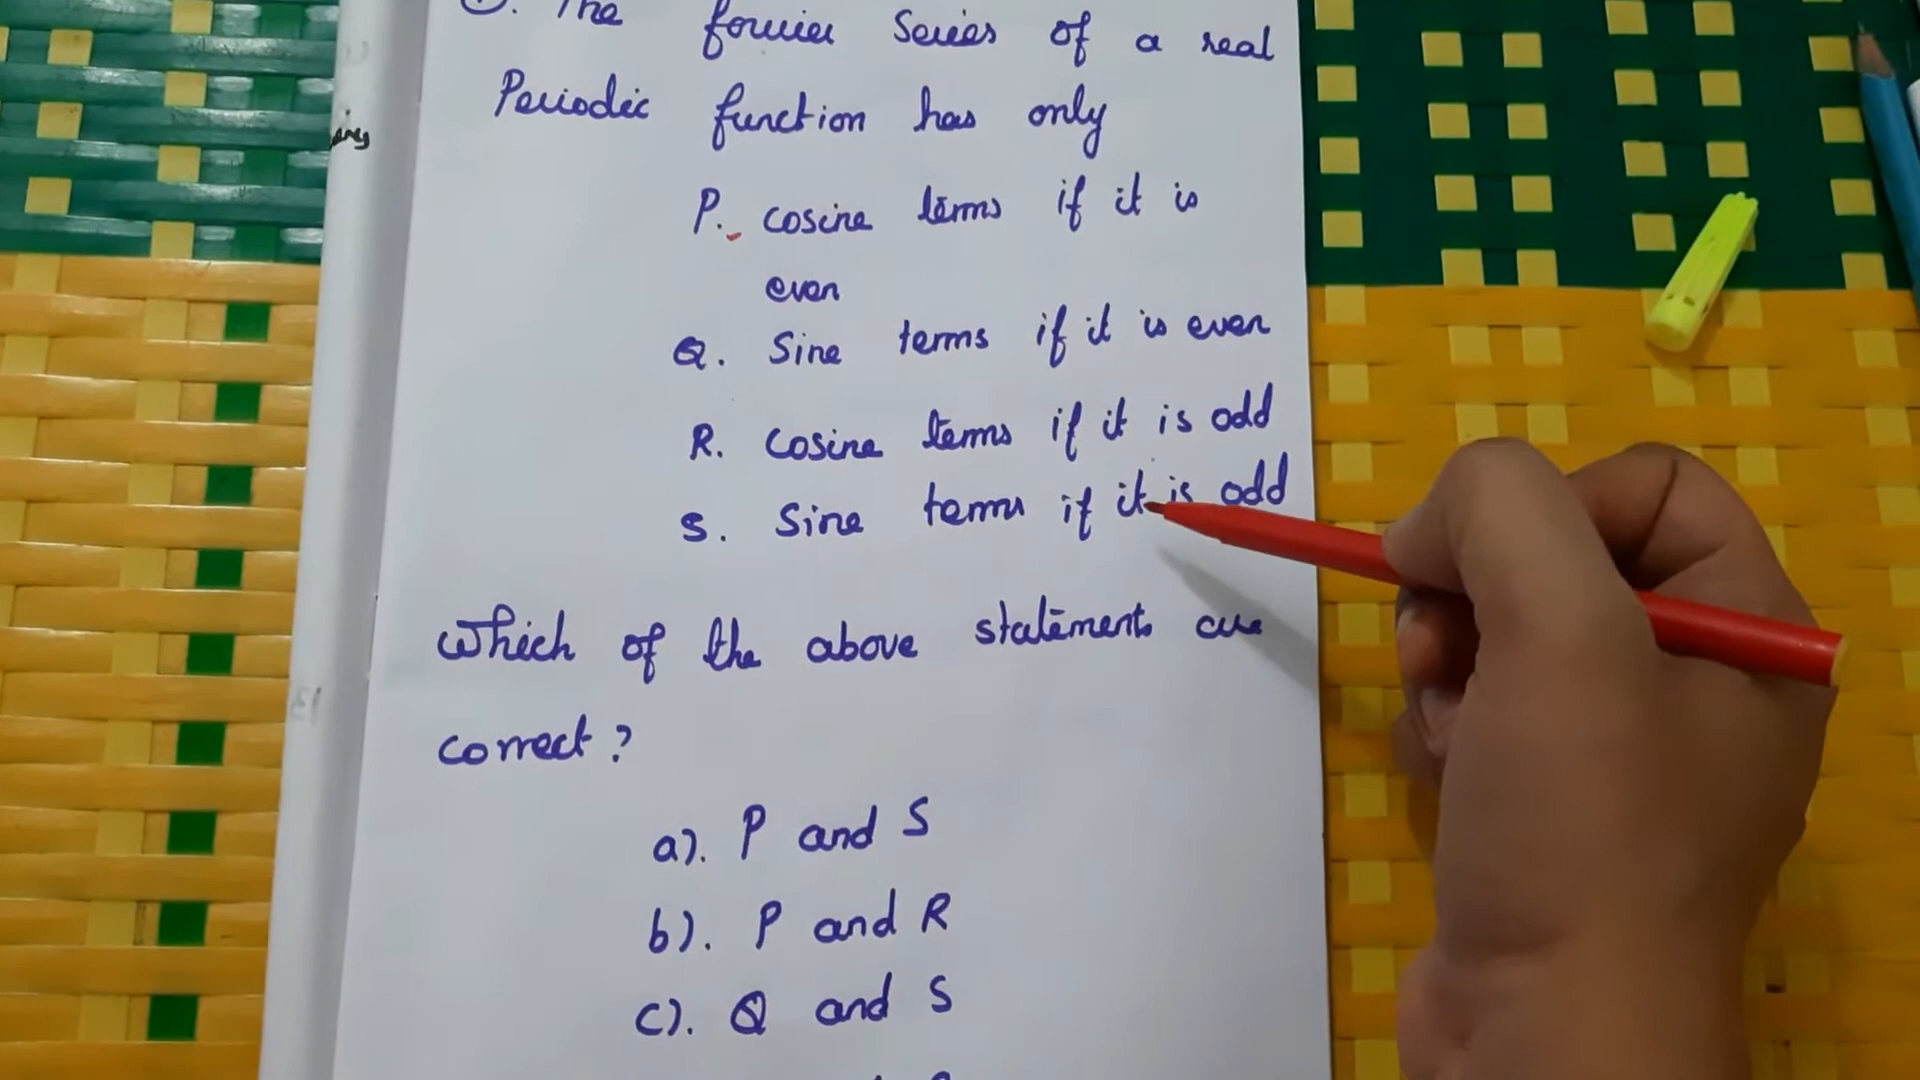 The fourier Series of a real
Periodic function has only
P. cosine terms if it is
even
Q. Sine terms if it is even
R. Cosine terms if it is odd
S. Sine terms if it is odd
Which of the above statements are
correct?
a). P and S
b). P and R
c). Q and S